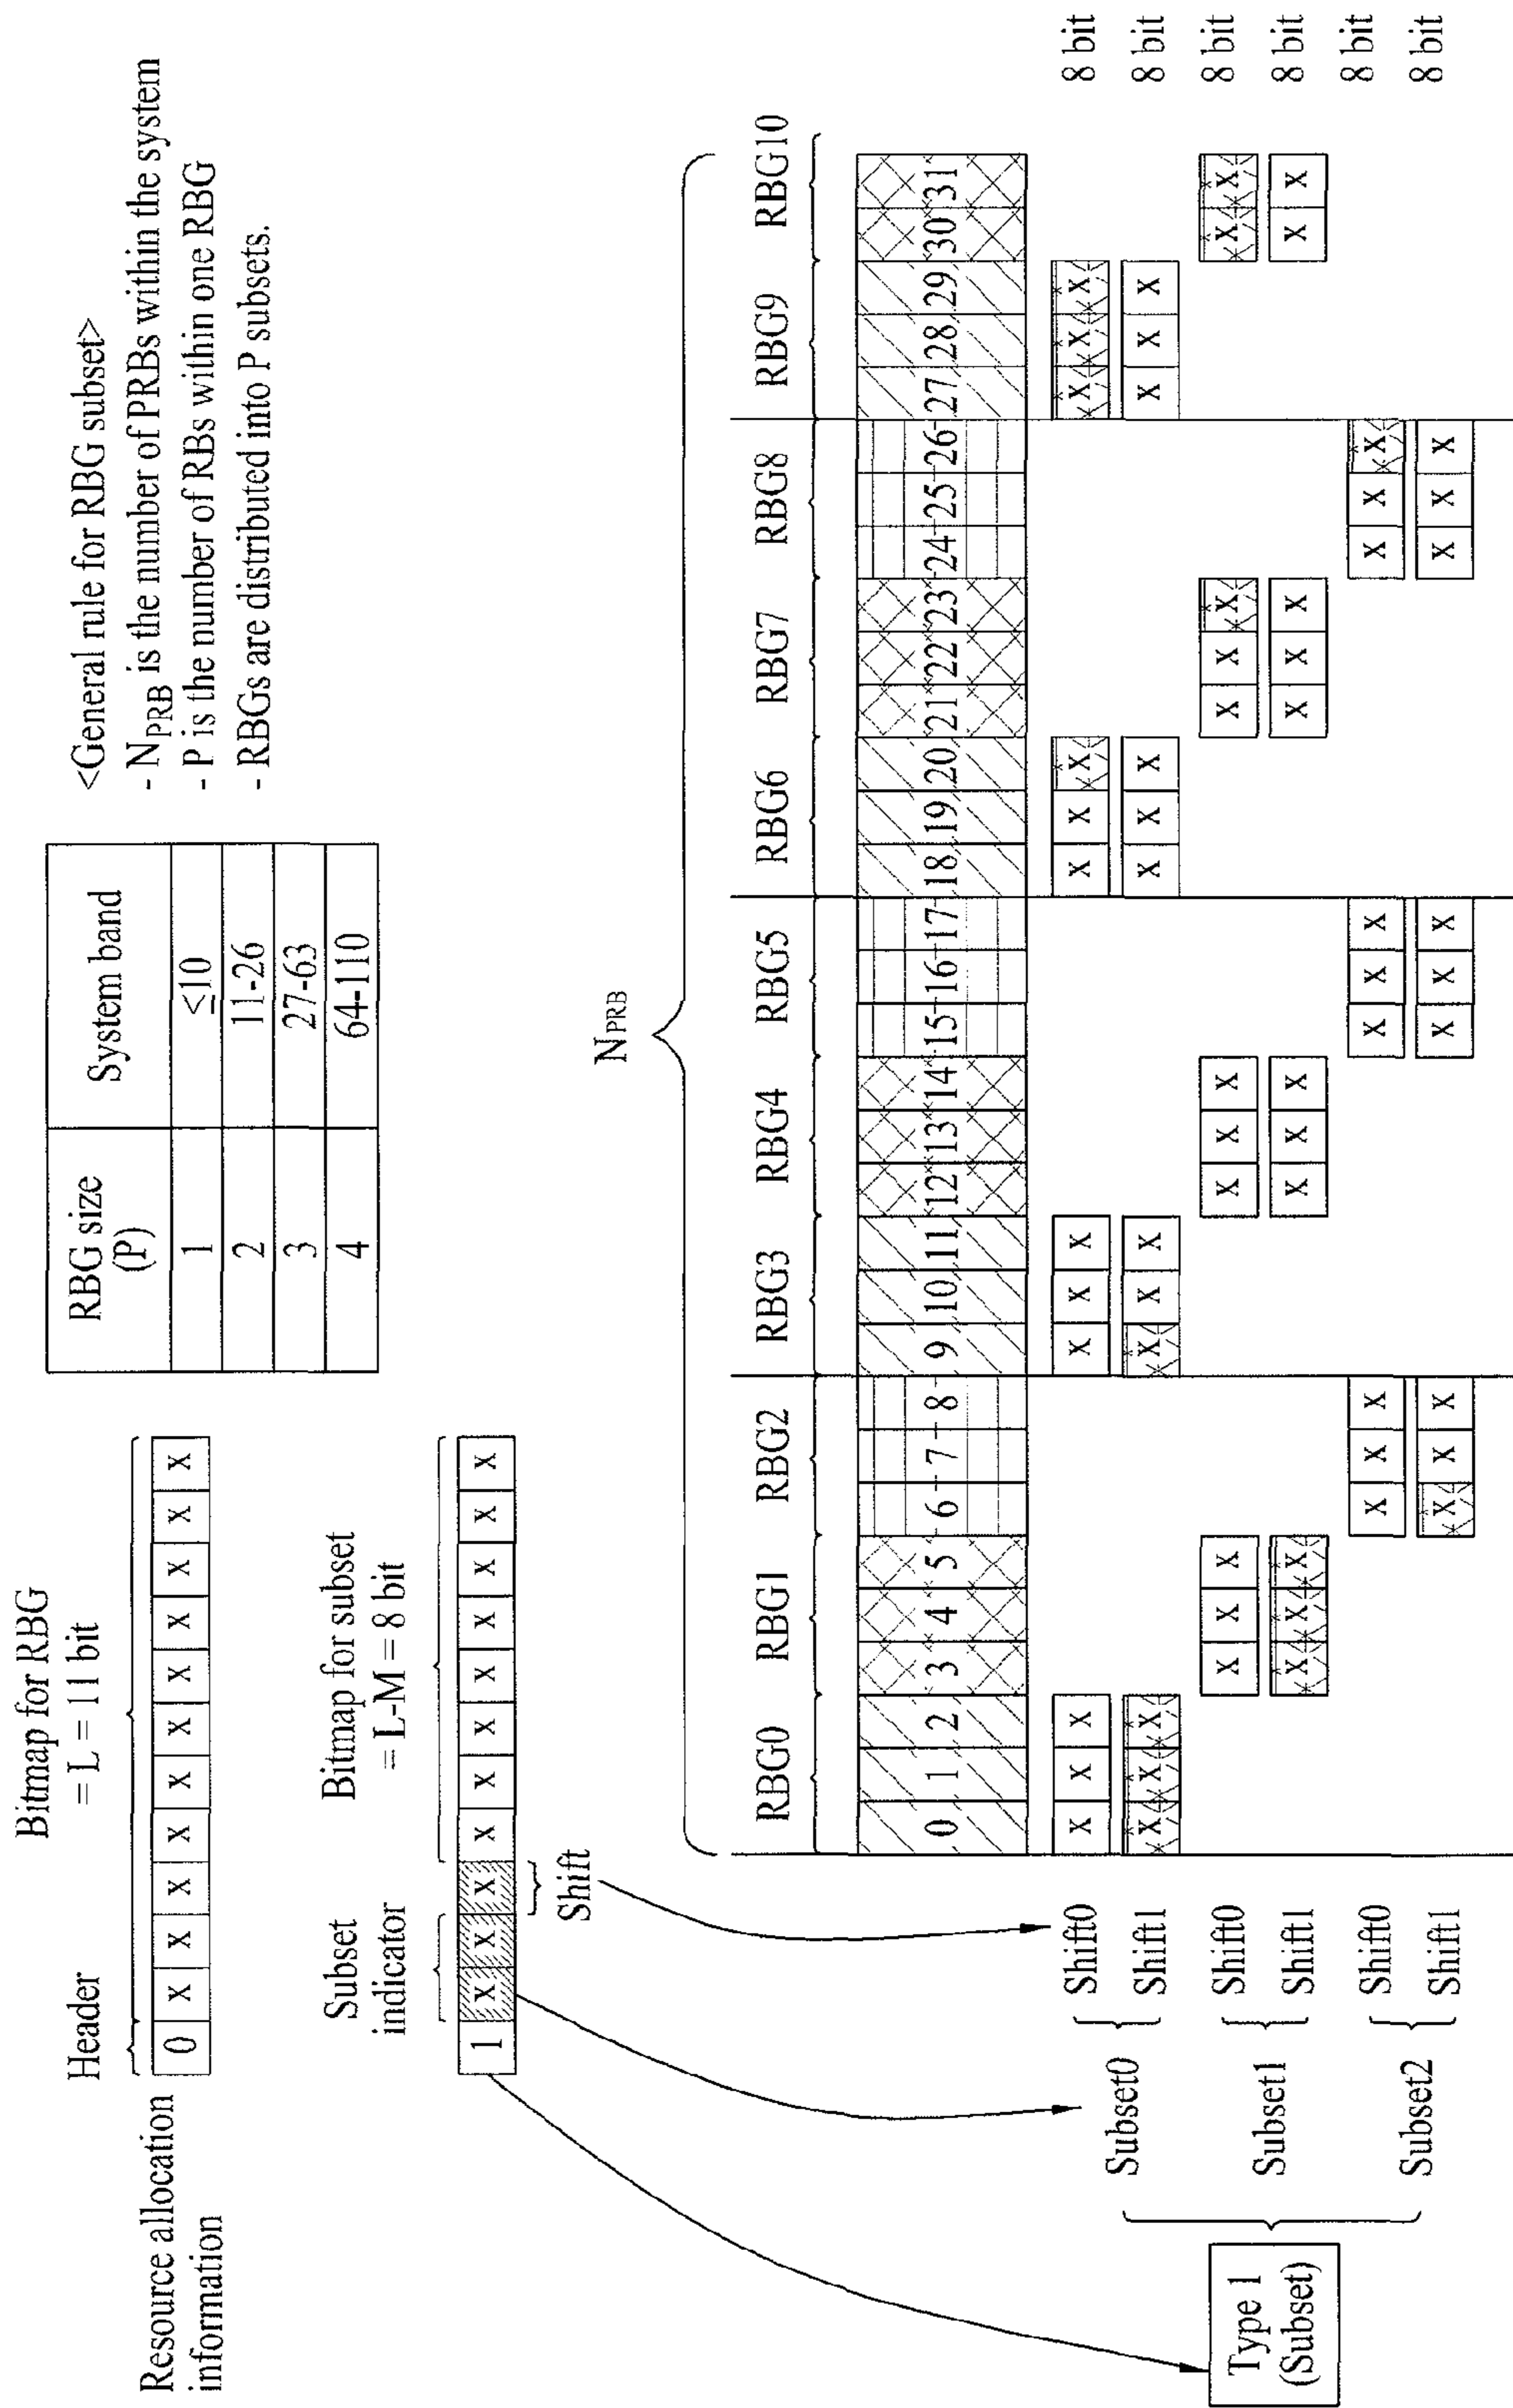 Bitmap for RBG
= L = 11 bit
Header
Resource allocation
information
0 X X X X X X X X X X X
Subset
indicator
Bitmap for subset
= L-M = 8 bit
1 X X X X X X X X X X X
Shift
RBG size
(P)
System band
1 ≤10
2 11-26
3 27-63
4 64-110
<General rule for RBG subset>
- NPRB is the number of PRBs within the system
- P is the number of RBs within one RBG
- RBGs are distributed into P subsets.
NPRB
RBG0 RBG1 RBG2 RBG3 RBG4 RBG5 RBG6 RBG7 RBG8 RBG9 RBG10
0 1 2 3 4 5 6 7 8 9 10 11 12 13 14 15 16 17 18 19 20 21 22 23 24 25 26 27 28 29 30 31
Type 1
(Subset)
Subset0
Shift0 X X X X X X X X X X X X 8 bit
Shift1 X X X X X X X X X X X X 8 bit
Subset1
Shift0 X X X X X X X X X X X 8 bit
Shift1 X X X X X X X X X X X 8 bit
Subset2
Shift0 X X X X X X X X X 8 bit
Shift1 X X X X X X X X X 8 bit